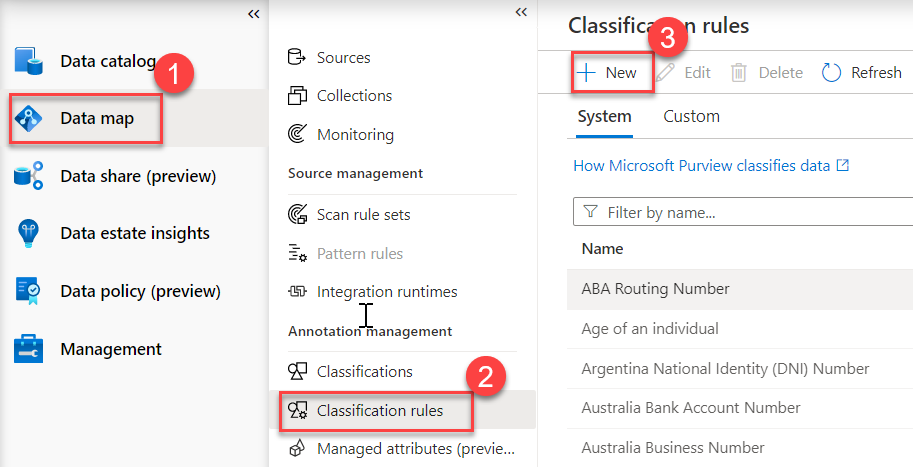 «
Data catalog
1
Data map
Data share (preview)
Data estate insights
Data policy (preview)
Management
«
Sources
Collections
Monitoring
Source management
Scan rule sets
Pattern rules
Integration runtimes
Annotation management
Classifications
2
Classification rules
Managed attributes (previe...
Classification rules
3
New Edit Delete Refresh
System Custom
How Microsoft Purview classifies data
Filter by name...
Name
ABA Routing Number
Age of an individual
Argentina National Identity (DNI) Number
Australia Bank Account Number
Australia Business Number